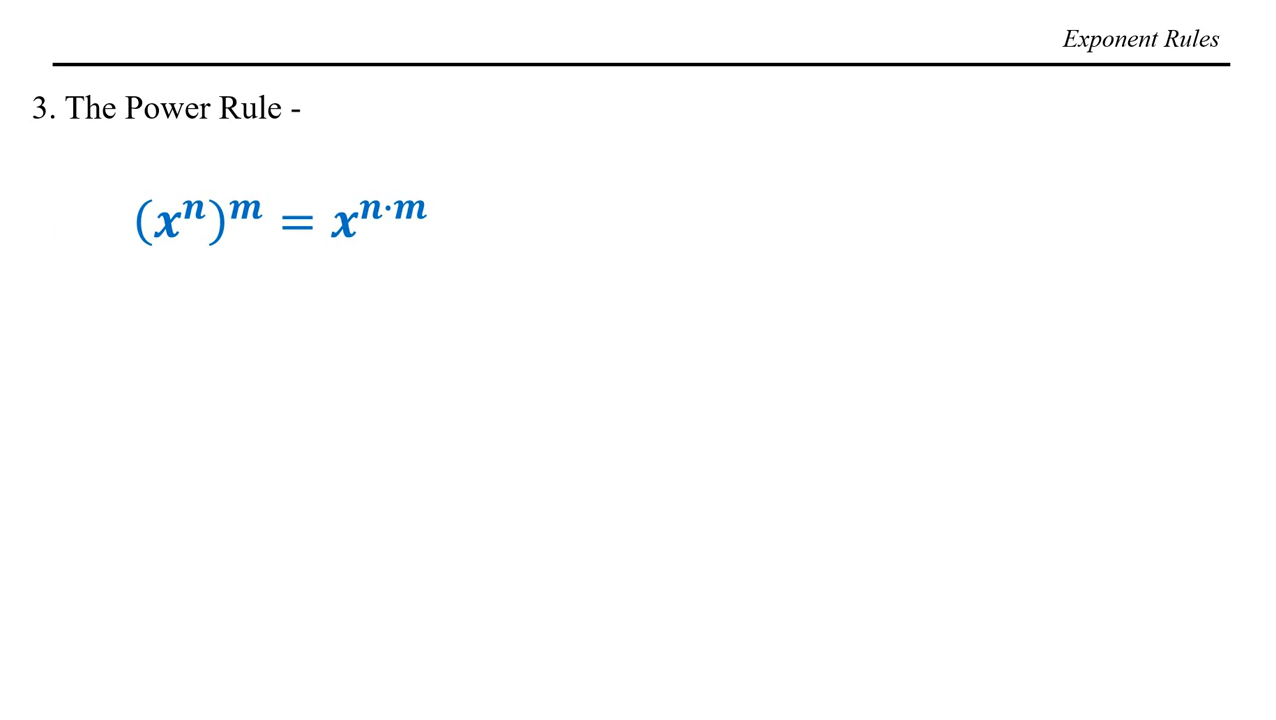 Exponent Rules
3. The Power Rule -
(xⁿ)ᵐ = xⁿ˙ᵐ